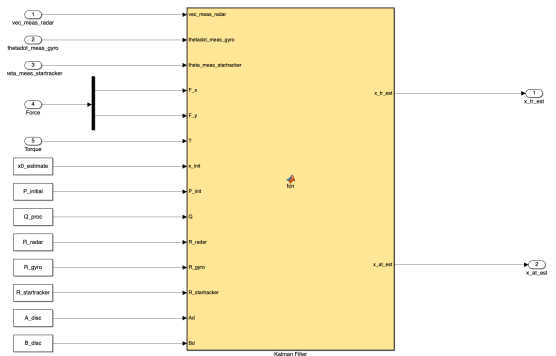 1
vec_meas_radar
vec_meas_radar
2
thetadot_meas_gyro
thetadot_meas_gyro
3
heta_meas_startracker
theta_meas_startracker
4
Force
F_x
F_y
5
Torque
T
x0_estimate
x_init
P_initial
P_init
Q_proc
Q
R_radar
R_radar
R_gyro
R_gyro
R_startracker
R_startracker
A_disc
Ad
B_disc
Bd
fcn
Kalman Filter
x_tr_est
1
x_tr_est
x_at_est
2
x_at_est